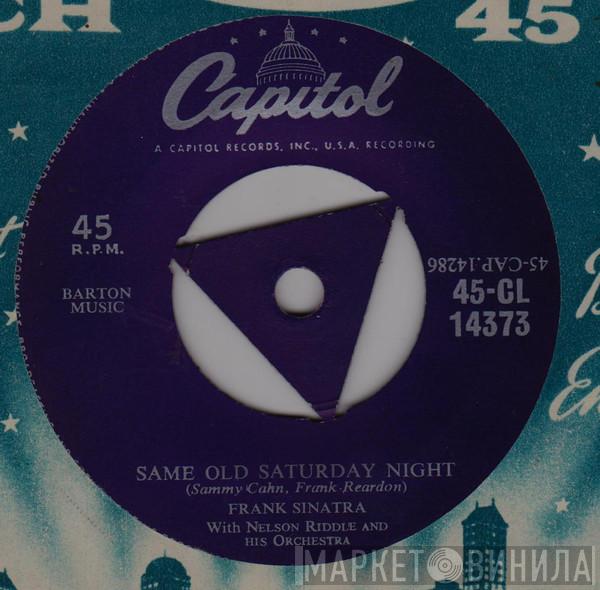 CH
45
Capitol
A CAPITOL RECORDS, INC., U.S.A. RECORDING
45
R.P.M.
BARTON
MUSIC
45-CAP.14286
45-CL
14373
SAME OLD SATURDAY NIGHT
(Sammy Cahn, Frank Reardon)
FRANK SINATRA
With NELSON RIDDLE AND
HIS ORCHESTRA
МАРКЕТ ВИНИЛА